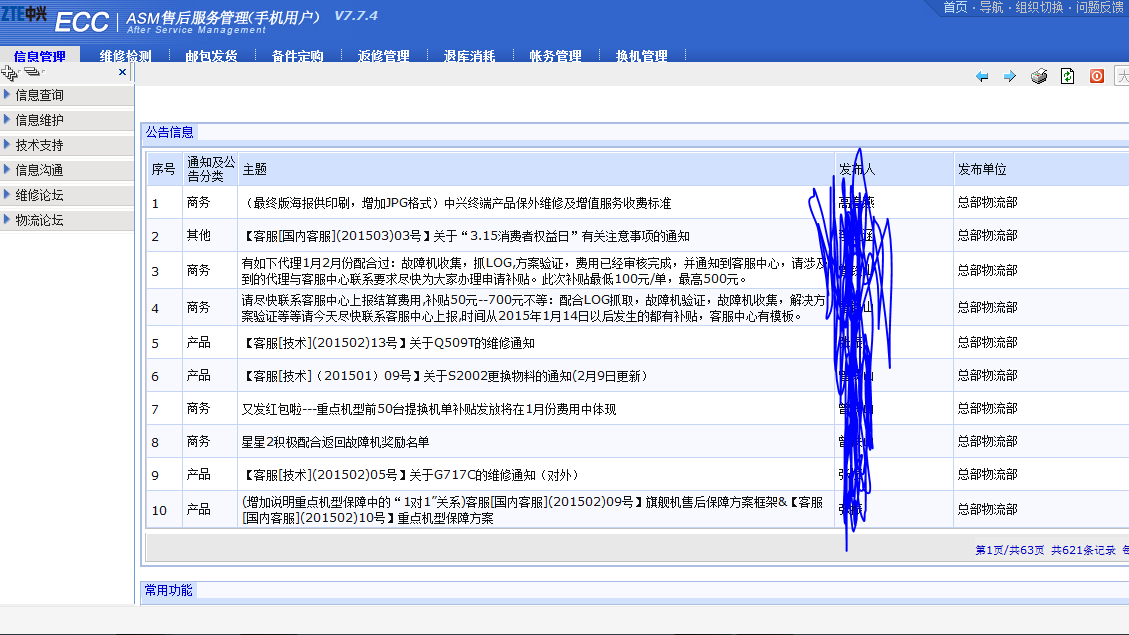 ZTE中兴 ECC ASM售后服务管理(手机用户) V7.7.4
After Service Management
首页 · 导航 · 组织切换 · 问题反馈
信息管理 维修检测 邮包发货 备件定购 返修管理 退库消耗 帐务管理 换机管理
信息查询
信息维护
技术支持
信息沟通
维修论坛
物流论坛
大
公告信息
序号 通知及公告分类 主题 发布人 发布单位
1 商务 （最终版海报供印刷，增加JPG格式）中兴终端产品保外维修及增值服务收费标准 总部物流部
2 其他 【客服[国内客服](201503)03号】关于“3.15消费者权益日”有关注意事项的通知 总部物流部
3 商务 有如下代理1月2月份配合过：故障机收集，抓LOG,方案验证，费用已经审核完成，并通知到客服中心，请涉及
到的代理与客服中心联系要求尽快为大家办理申请补贴。此次补贴最低100元/单，最高500元。 总部物流部
4 商务 请尽快联系客服中心上报结算费用,补贴50元--700元不等：配合LOG抓取，故障机验证，故障机收集，解决方
案验证等等请今天尽快联系客服中心上报,时间从2015年1月14日以后发生的都有补贴，客服中心有模板。 总部物流部
5 产品 【客服[技术](201502)13号】关于Q509T的维修通知 总部物流部
6 产品 【客服[技术]（201501）09号】关于S2002更换物料的通知(2月9日更新） 总部物流部
7 商务 又发红包啦---重点机型前50台提换机单补贴发放将在1月份费用中体现 总部物流部
8 商务 星星2积极配合返回故障机奖励名单 总部物流部
9 产品 【客服[技术](201502)05号】关于G717C的维修通知（对外） 总部物流部
10 产品 (增加说明重点机型保障中的“1对1”关系)客服[国内客服](201502)09号】旗舰机售后保障方案框架&【客服
[国内客服](201502)10号】重点机型保障方案 总部物流部
第1页/共63页 共621条记录
常用功能